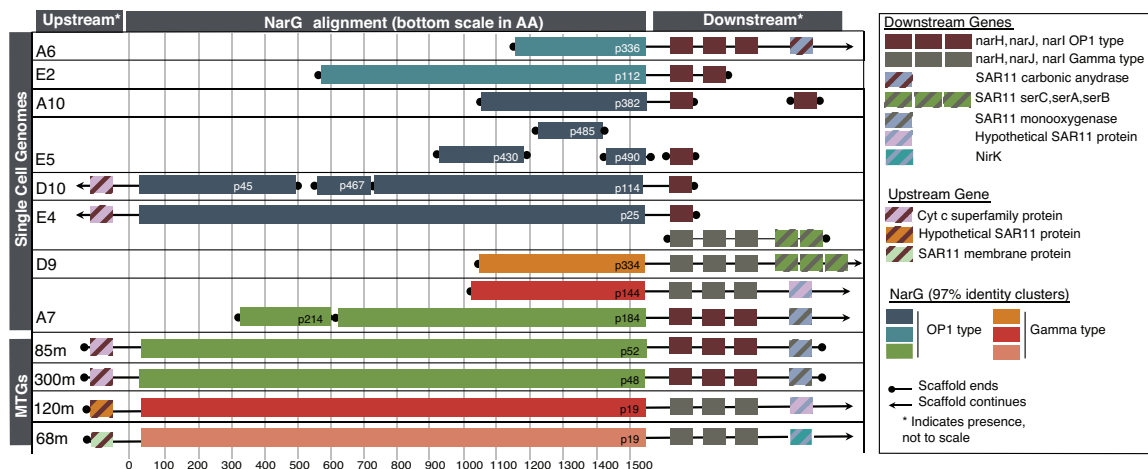 Upstream*
NarG alignment (bottom scale in AA)
Downstream*
Single Cell Genomes
A6
p336
E2
p112
A10
p382
p485
E5
p430
p490
D10
p45
p467
p114
E4
p25
D9
p334
p144
A7
p214
p184
MTGs
85m
p52
300m
p48
120m
p19
68m
p19
0 100 200 300 400 500 600 700 800 900 1000 1100 1200 1300 1400 1500
Downstream Genes
narH,narJ, narI OP1 type
narH,narJ, narI Gamma type
SAR11 carbonic anydrase
SAR11 serC,serA,serB
SAR11 monooxygenase
Hypothetical SAR11 protein
NirK
Upstream Gene
Cyt c superfamily protein
Hypothetical SAR11 protein
SAR11 membrane protein
NarG (97% identity clusters)
OP1 type
Gamma type
Scaffold ends
Scaffold continues
* Indicates presence,
not to scale